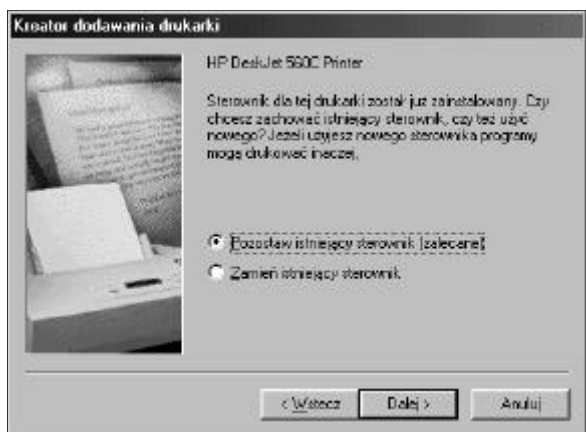 Kreator dodawania drukarki
HP DeskJet 560C Printer
Sterownik dla tej drukarki został już zainstalowany. Czy
chcesz zachować istniejący sterownik, czy też użyć
nowego? Jeżeli użyjesz nowego sterownika programy
mogą drukować inaczej.
Pozostaw istniejący sterownik (zalecane)
Zamień istniejący sterownik
< Wstecz
Dalej >
Anuluj